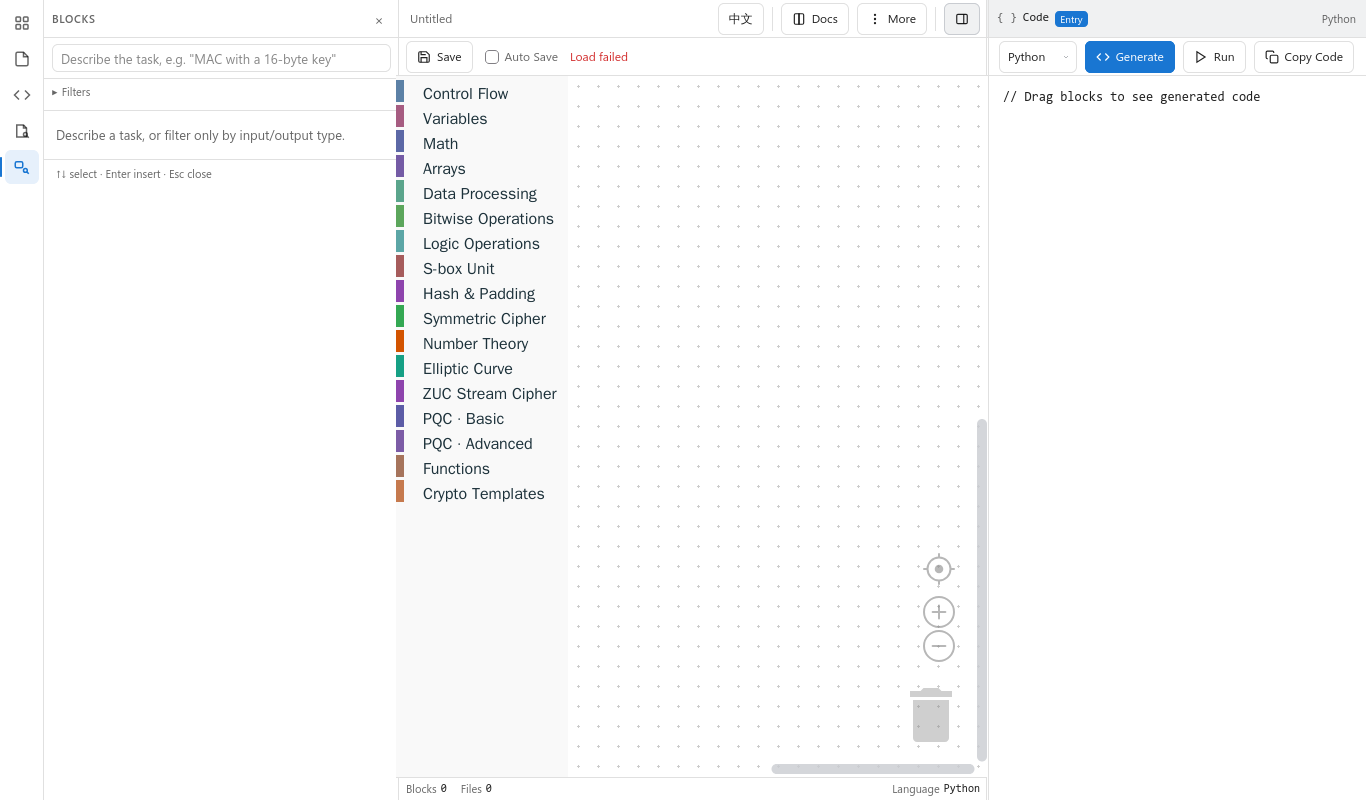 BLOCKS ×
Describe the task, e.g. "MAC with a 16-byte key"
▸ Filters
Describe a task, or filter only by input/output type.
↑↓ select · Enter insert · Esc close
Untitled
中文
Docs
More
Save
Auto Save
Load failed
Control Flow
Variables
Math
Arrays
Data Processing
Bitwise Operations
Logic Operations
S-box Unit
Hash & Padding
Symmetric Cipher
Number Theory
Elliptic Curve
ZUC Stream Cipher
PQC · Basic
PQC · Advanced
Functions
Crypto Templates
Blocks 0 Files 0
Language Python
{ } Code Entry
Python
Python
Generate
Run
Copy Code
// Drag blocks to see generated code